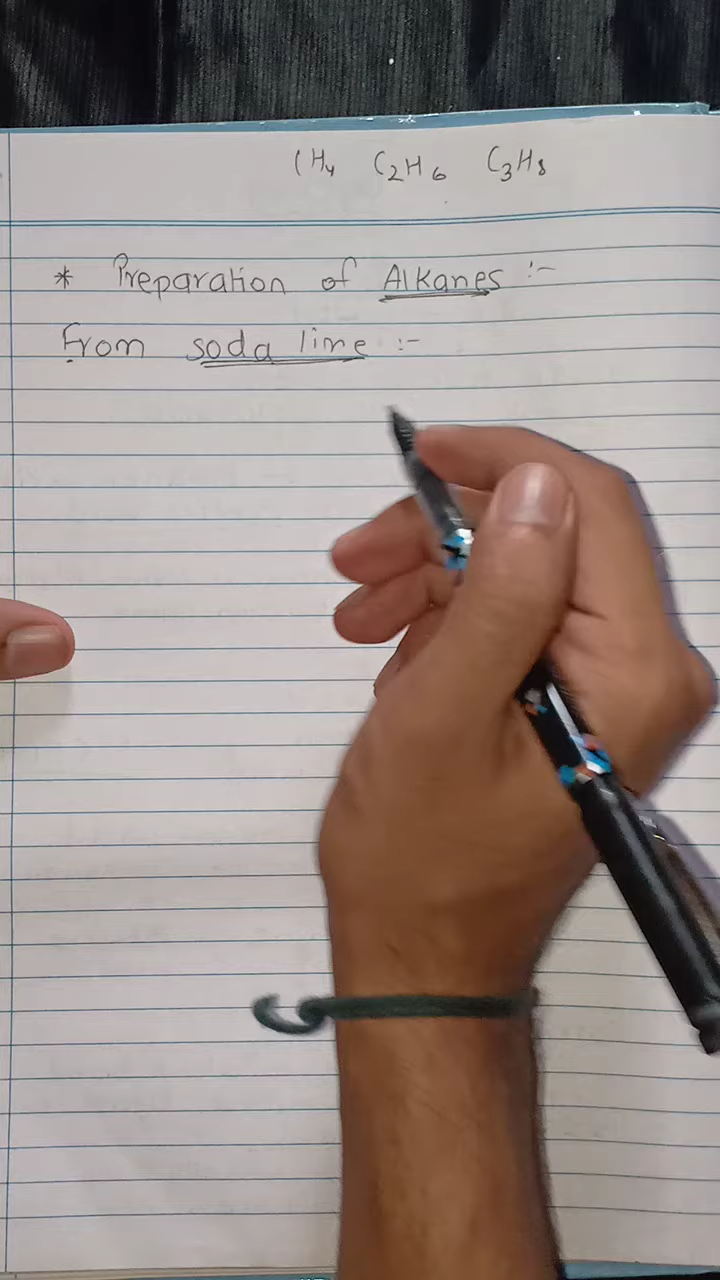 CH4 C2H6 C3H8
* Preparation of Alkanes :-
From soda lime :-